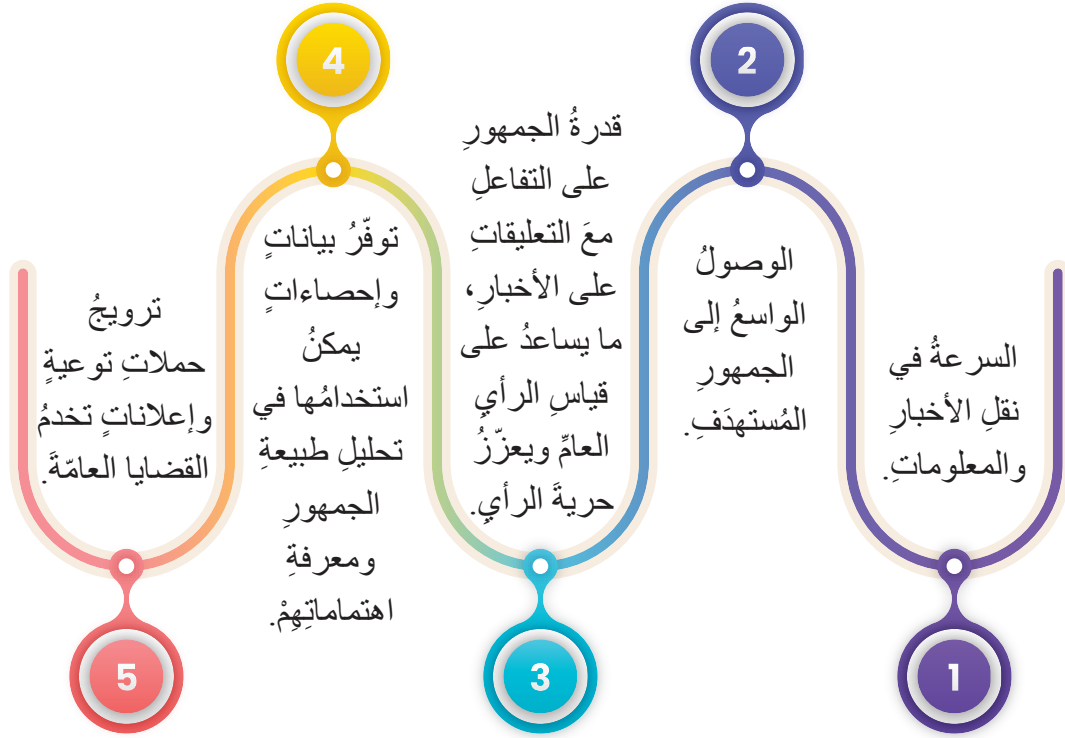 1
السرعةُ في
نقلِ الأخبارِ
والمعلوماتِ.
2
الوصولُ
الواسعُ إلى
الجمهورِ
المُستهدَفِ.
3
قدرةُ الجمهورِ
على التفاعلِ
معَ التعليقاتِ
على الأخبارِ،
ما يساعدُ على
قياسِ الرأيِ
العامِّ ويعزّزُ
حريةَ الرأيِ.
4
توفّرُ بياناتٍ
وإحصاءاتٍ
يمكنُ
استخدامُها في
تحليلِ طبيعةِ
الجمهورِ
ومعرفةِ
اهتماماتِهِمْ.
5
ترويجُ
حملاتِ توعيةٍ
وإعلاناتٍ تخدمُ
القضايا العامّةَ.